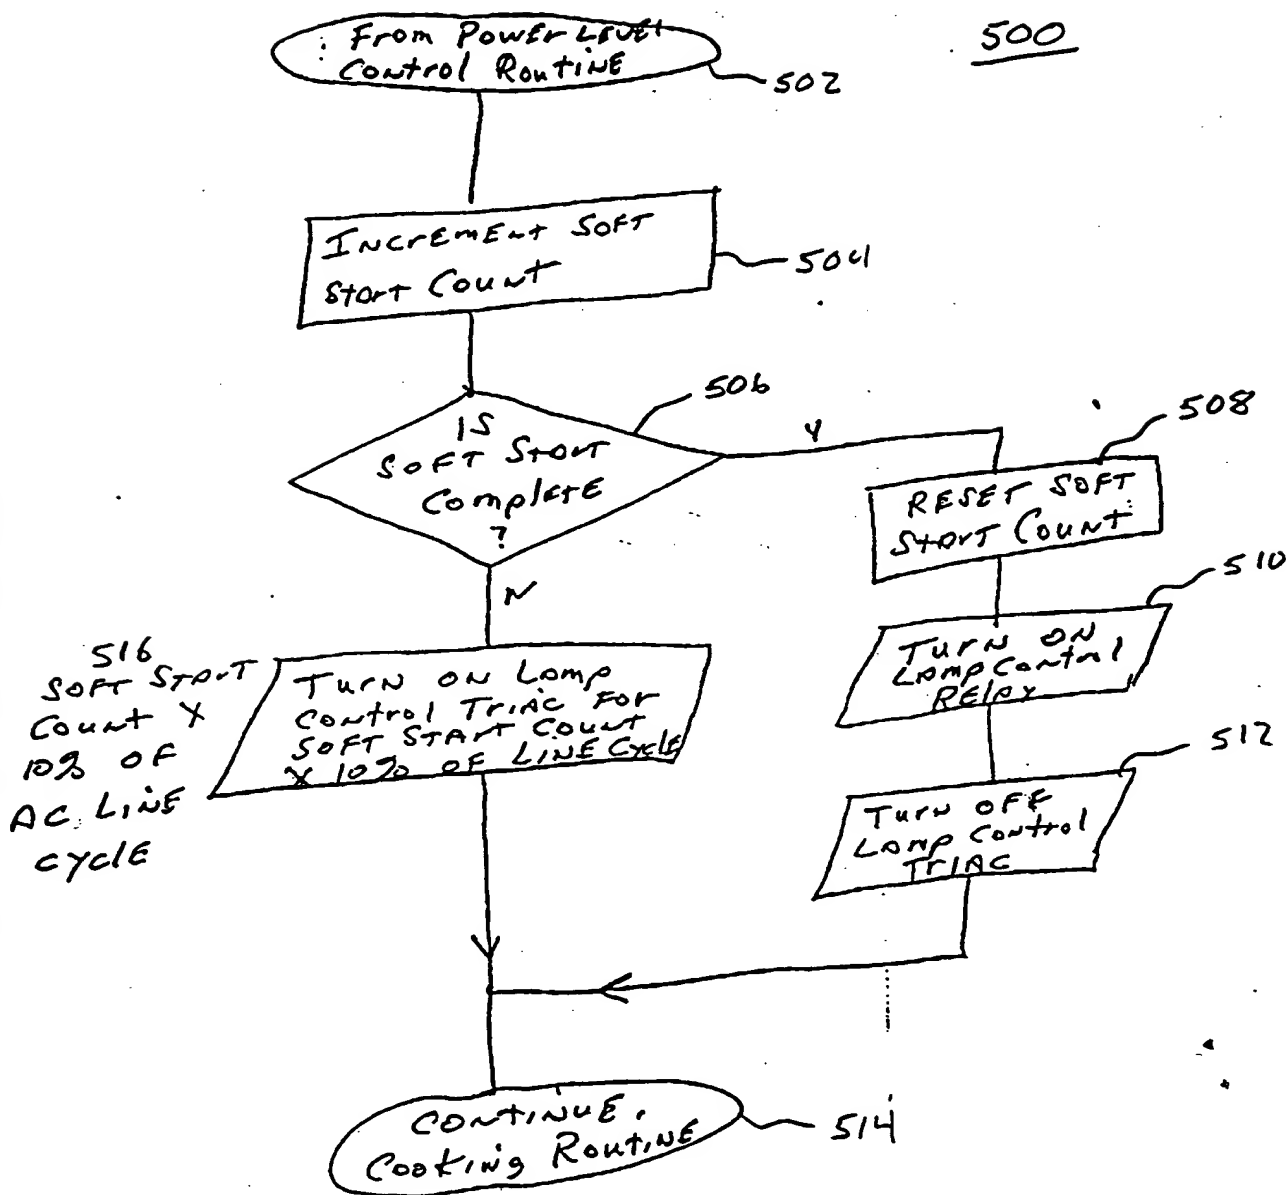 500
From Power Level
Control Routine
502
Increment Soft
Start Count
504
506
Is
Soft Start
Complete
?
Y
508
Reset Soft
Start Count
N
510
Turn on
Lamp Control
Relay
516
Soft Start
Count X
10% of
AC Line
Cycle
Turn on Lamp
Control Triac for
Soft Start Count
X 10% of Line Cycle
512
Turn off
Lamp Control
Triac
Continue
Cooking Routine
514